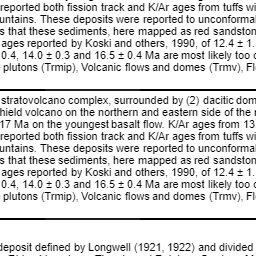 reported both fission track and K/Ar ages from tuffs wi
untains. These deposits were reported to unconformal
s that these sediments, here mapped as red sandston
ages reported by Koski and others, 1990, of 12.4 ± 1.
0.4, 14.0 ± 0.3 and 16.5 ± 0.4 Ma are most likely too
plutons (Trmip), Volcanic flows and domes (Trmv), Fl
stratovolcano complex, surrounded by (2) dacitic dom
hield volcano on the northern and eastern side of the
17 Ma on the youngest basalt flow. K/Ar ages from 13
reported both fission track and K/Ar ages from tuffs wi
untains. These deposits were reported to unconformal
s that these sediments, here mapped as red sandston
ages reported by Koski and others, 1990, of 12.4 ± 1.
0.4, 14.0 ± 0.3 and 16.5 ± 0.4 Ma are most likely too
plutons (Trmip), Volcanic flows and domes (Trmv), Fl
deposit defined by Longwell (1921, 1922) and divided